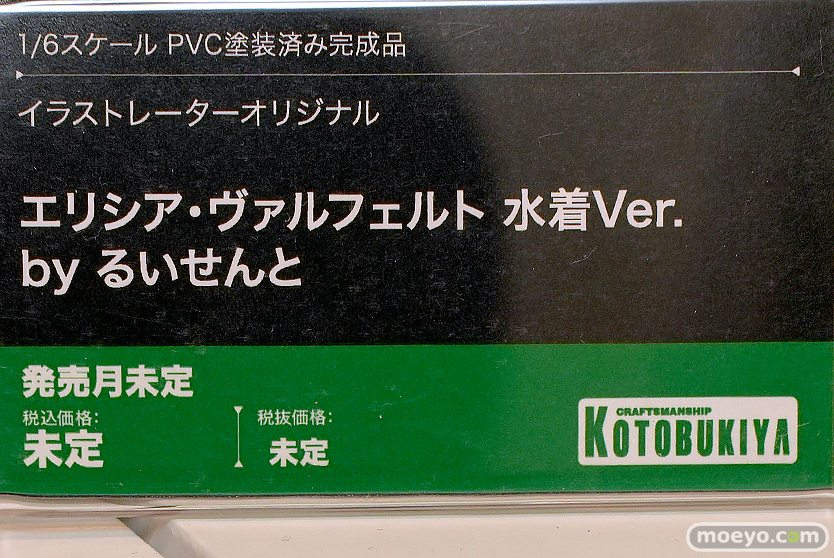 1/6スケール PVC塗装済み完成品
イラストレーターオリジナル
エリシア・ヴァルフェルト 水着Ver.
by るいせんと
発売月未定
税込価格:
未定
税抜価格:
未定
CRAFTSMANSHIP
KOTOBUKIYA
moeyo.com